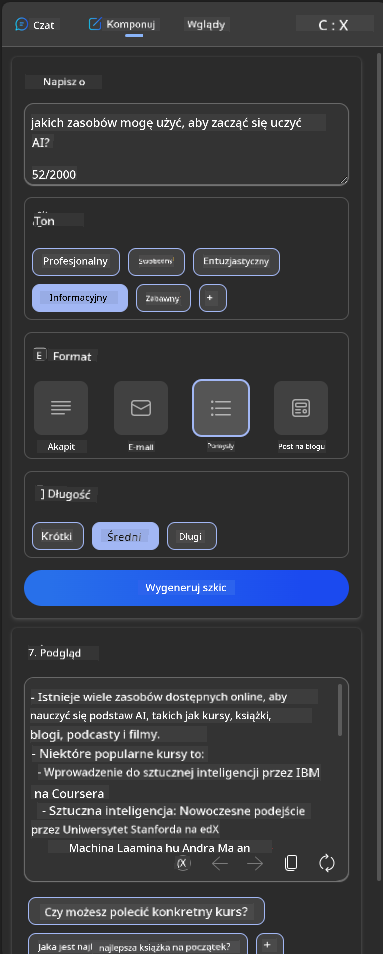 Czat Komponuj Wglądy C : X
Napisz o
jakich zasobów mogę użyć, aby zacząć się uczyć
AI?
52/2000
Ton
Profesjonalny Swobodny Entuzjastyczny
Informacyjny Zabawny +
E Format
Akapit E-mail Pomysły Post na blogu
] Długość
Krótki Średni Długi
Wygeneruj szkic
7. Podgląd
- Istnieje wiele zasobów dostępnych online, aby
nauczyć się podstaw AI, takich jak kursy, książki,
blogi, podcasty i filmy.
- Niektóre popularne kursy to:
- Wprowadzenie do sztucznej inteligencji przez IBM
na Coursera
- Sztuczna inteligencja: Nowoczesne podejście
przez Uniwersytet Stanforda na edX
Machina Laamina hu Andra Ma an
(X
Czy możesz polecić konkretny kurs?
Jaka jest najl najlepsza książka na początek? +